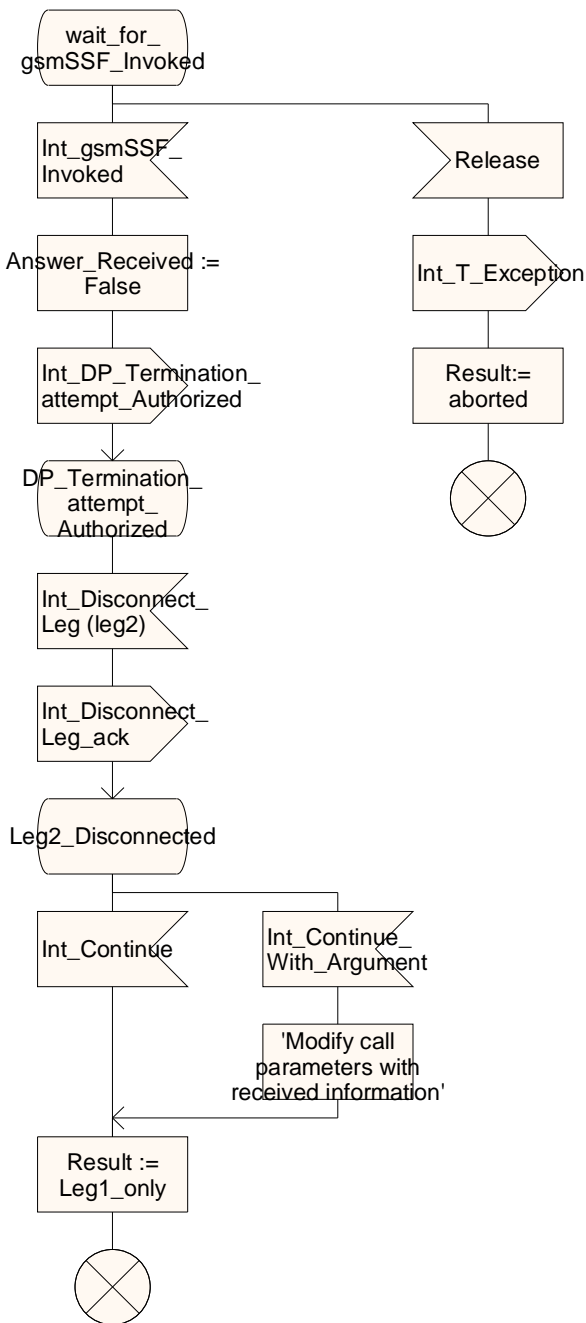 wait_for_
gsmSSF_Invoked
Int_gsmSSF_
Invoked
Release
Answer_Received :=
False
Int_T_Exception
Int_DP_Termination_
attempt_Authorized
Result:=
aborted
DP_Termination_
attempt_
Authorized
Int_Disconnect_
Leg (leg2)
Int_Disconnect_
Leg_ack
Leg2_Disconnected
Int_Continue
Int_Continue_
With_Argument
'Modify call
parameters with
received information'
Result :=
Leg1_only